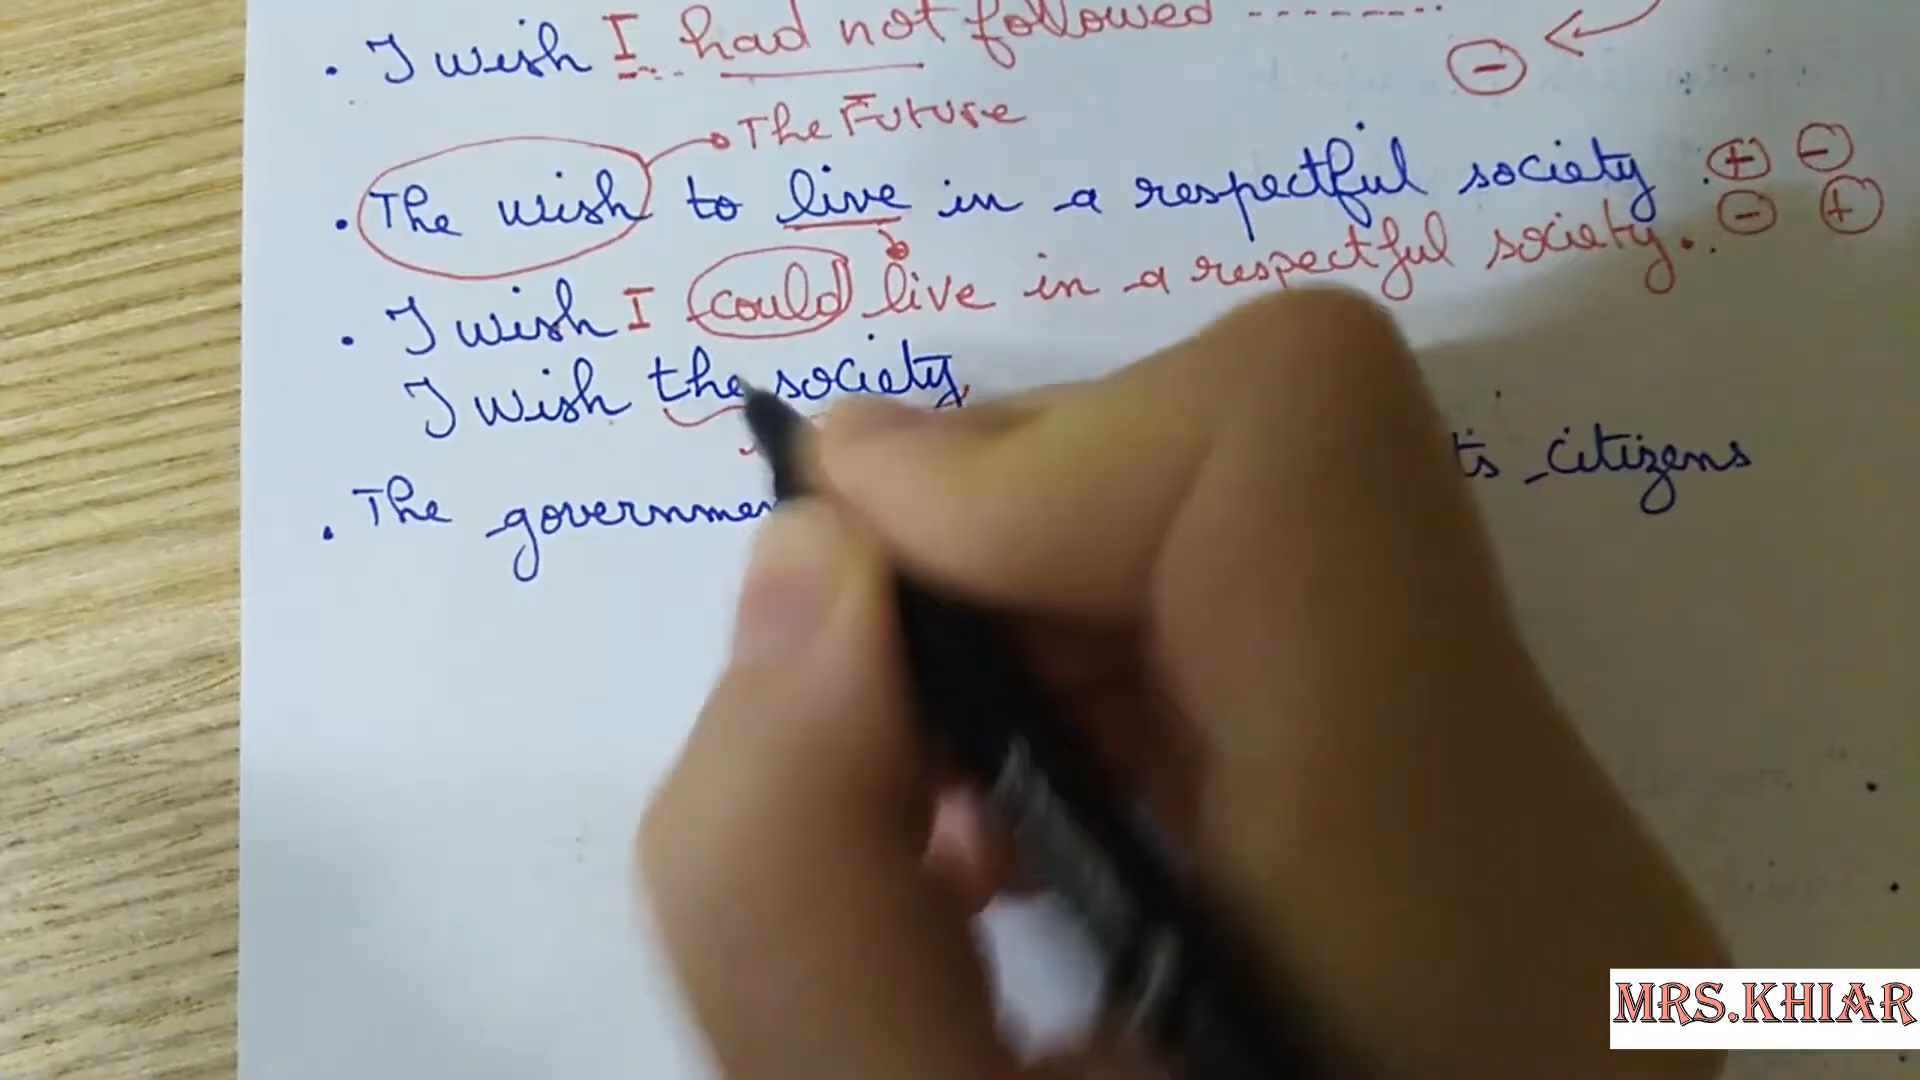 . I wish I had not followed --------.
-
The Future
. The wish to live in a respectful society. + -
. I wish I could live in a respectful society. - +
I wish the society
. The citizens
MRS.KHIAR